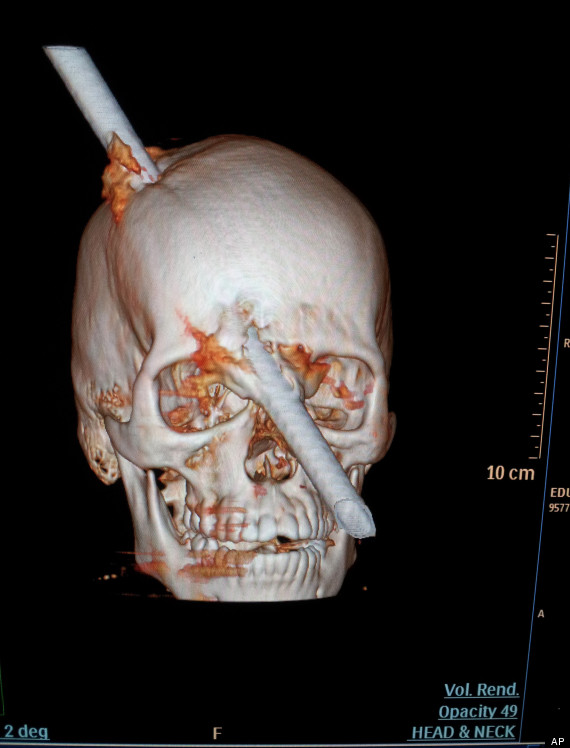 R
10 cm
EDU
9577
A
Vol. Rend.
Opacity 49
HEAD & NECK
2 deg
F
AP